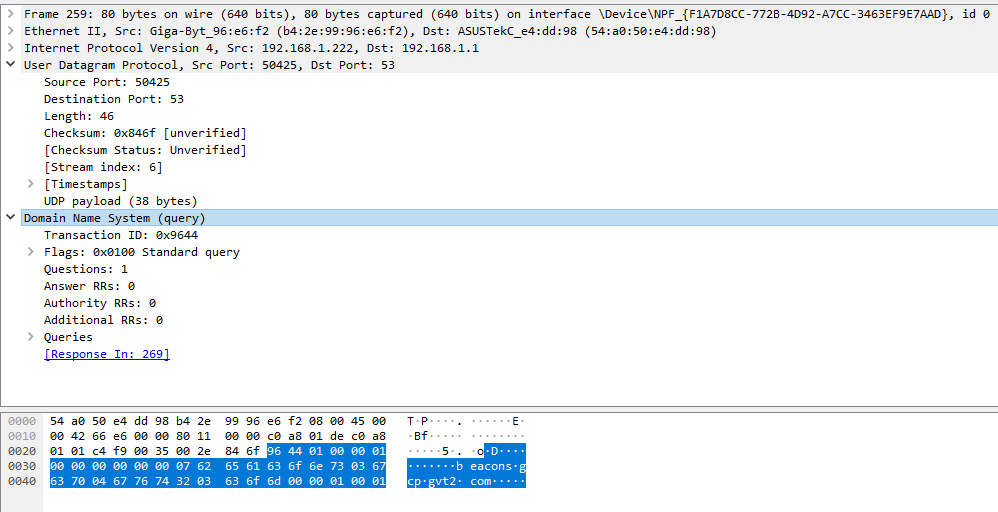 Frame 259: 80 bytes on wire (640 bits), 80 bytes captured (640 bits) on interface \Device\NPF_{F1A7D8CC-772B-4D92-A7CC-3463EF9E7AAD}, id 0
Ethernet II, Src: Giga-Byt_96:e6:f2 (b4:2e:99:96:e6:f2), Dst: ASUSTekC_e4:dd:98 (54:a0:50:e4:dd:98)
Internet Protocol Version 4, Src: 192.168.1.222, Dst: 192.168.1.1
User Datagram Protocol, Src Port: 50425, Dst Port: 53
Source Port: 50425
Destination Port: 53
Length: 46
Checksum: 0x846f [unverified]
[Checksum Status: Unverified]
[Stream index: 6]
[Timestamps]
UDP payload (38 bytes)
Domain Name System (query)
Transaction ID: 0x9644
Flags: 0x0100 Standard query
Questions: 1
Answer RRs: 0
Authority RRs: 0
Additional RRs: 0
Queries
[Response In: 269]
0000 54 a0 50 e4 dd 98 b4 2e 99 96 e6 f2 08 00 45 00 T·P····. ······E·
0010 00 42 66 e6 00 00 80 11 00 00 c0 a8 01 de c0 a8 ·Bf····· ········
0020 01 01 c4 f9 00 35 00 2e 84 6f 96 44 01 00 00 01 ·····5·. ·o·D····
0030 00 00 00 00 00 00 07 62 65 61 63 6f 6e 73 03 67 ·······b eacons·g
0040 63 70 04 67 76 74 32 03 63 6f 6d 00 00 01 00 01 cp·gvt2· com·····